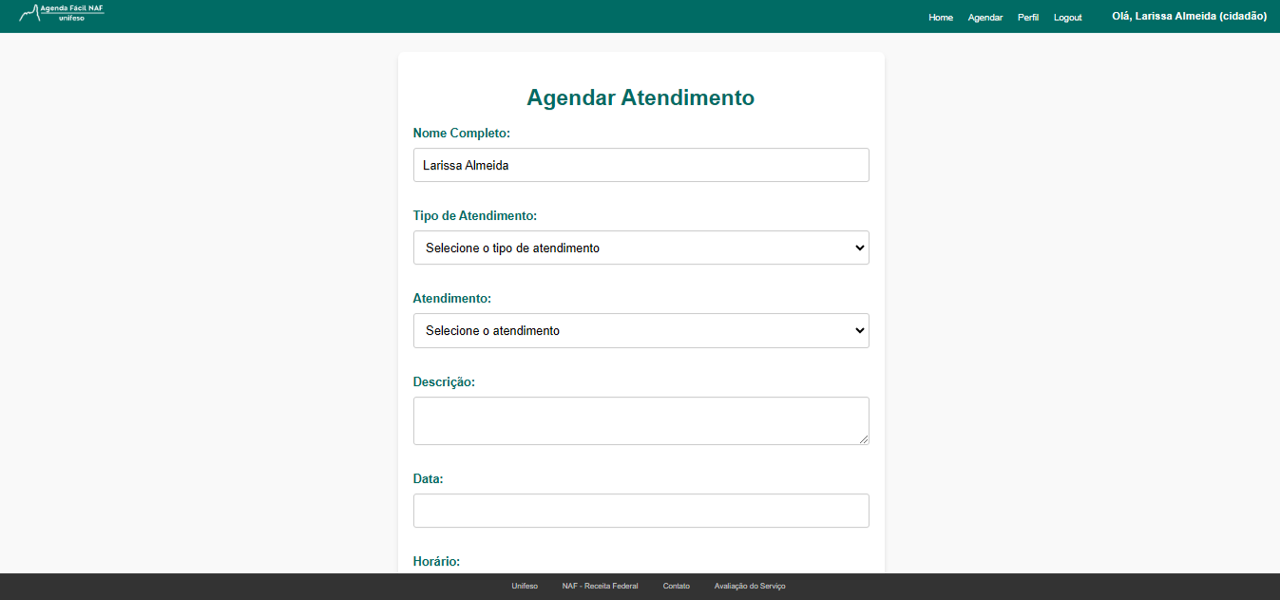 Agenda Fácil NAF
unifeso
Home Agendar Perfil Logout Olá, Larissa Almeida (cidadão)
Agendar Atendimento
Nome Completo:
Larissa Almeida
Tipo de Atendimento:
Selecione o tipo de atendimento
Atendimento:
Selecione o atendimento
Descrição:
Data:
Horário:
Unifeso NAF - Receita Federal Contato Avaliação do Serviço